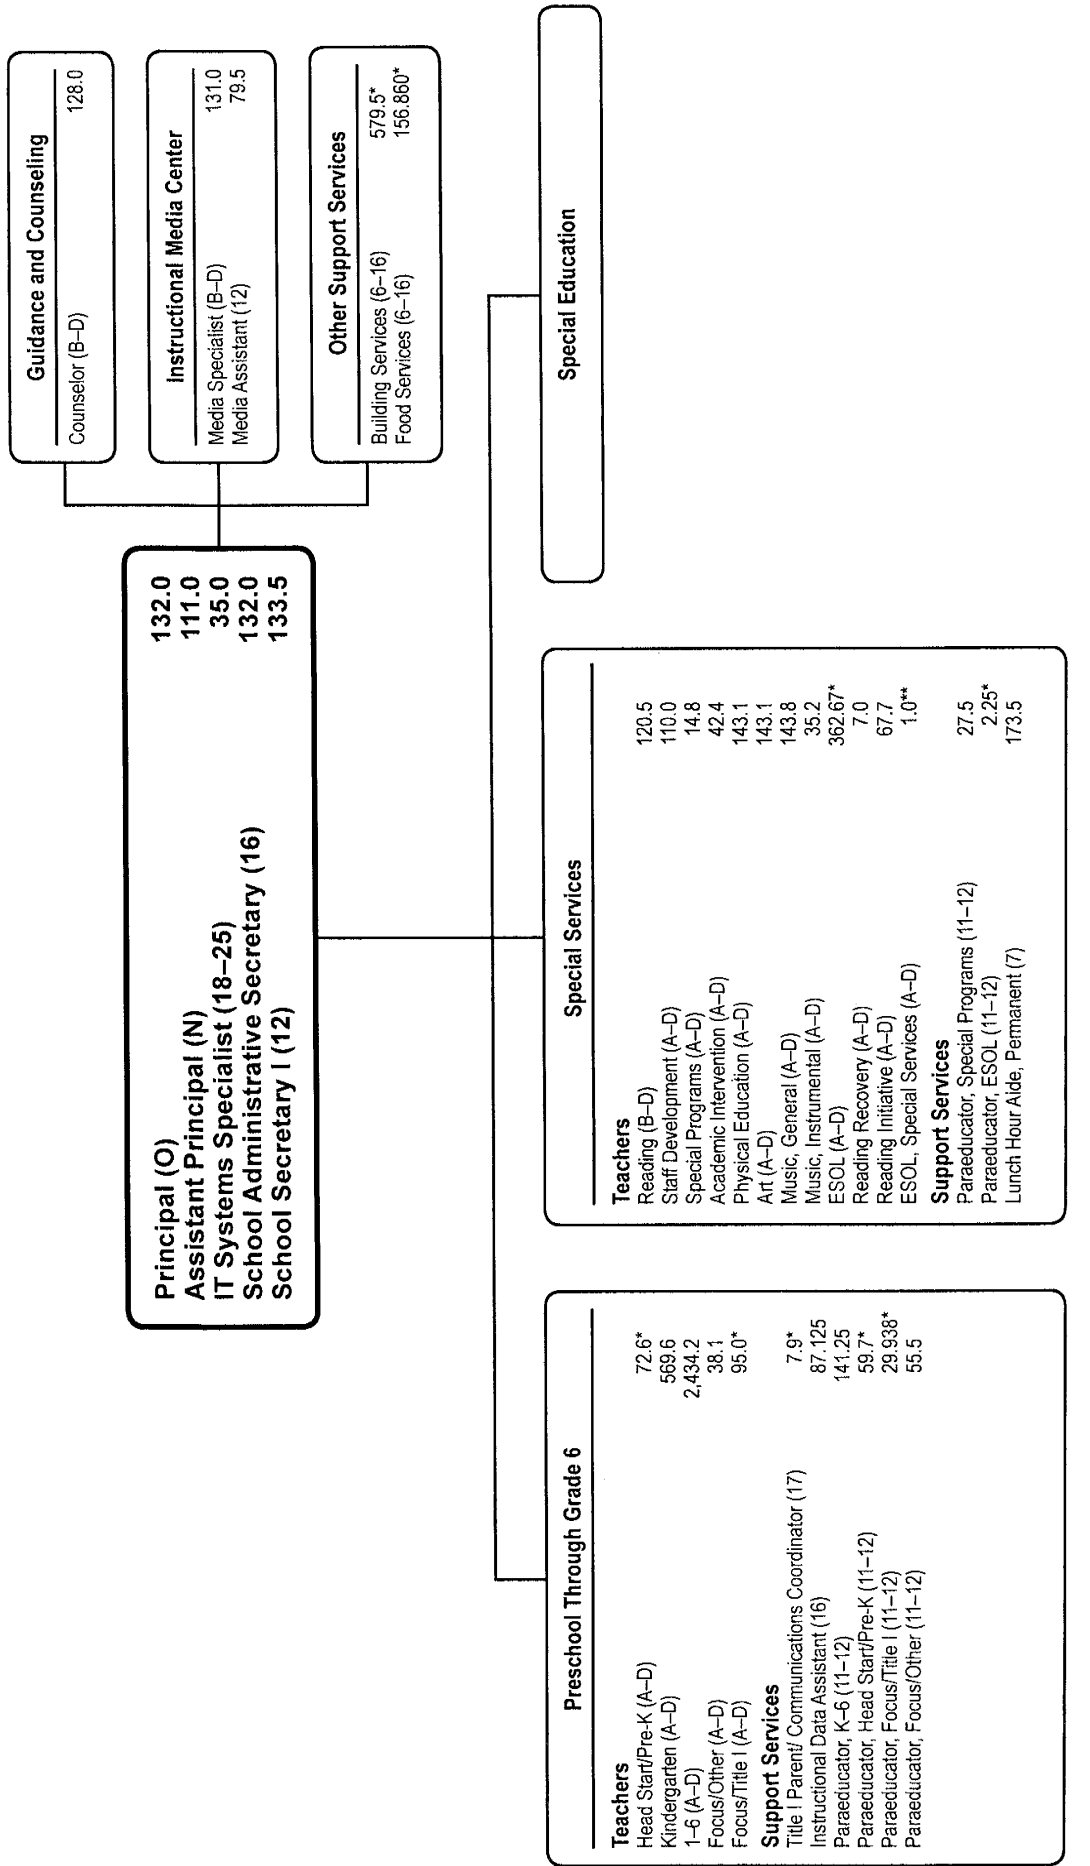 Principal (O) 132.0
Assistant Principal (N) 111.0
IT Systems Specialist (18–25) 35.0
School Administrative Secretary (16) 132.0
School Secretary I (12) 133.5
Guidance and Counseling
Counselor (B–D) 128.0
Instructional Media Center
Media Specialist (B–D) 131.0
Media Assistant (12) 79.5
Other Support Services
Building Services (6–16) 579.5*
Food Services (6–16) 156.860*
Preschool Through Grade 6
Teachers
Head Start/Pre-K (A–D) 72.6*
Kindergarten (A–D) 569.6
1–6 (A–D) 2,434.2
Focus/Other (A–D) 38.1
Focus/Title I (A–D) 95.0*
Support Services
Title I Parent/ Communications Coordinator (17) 7.9*
Instructional Data Assistant (16) 87.125
Paraeducator, K–6 (11–12) 141.25
Paraeducator, Head Start/Pre-K (11–12) 59.7*
Paraeducator, Focus/Title I (11–12) 29.938*
Paraeducator, Focus/Other (11–12) 55.5
Special Services
Teachers
Reading (B–D) 120.5
Staff Development (A–D) 110.0
Special Programs (A–D) 14.8
Academic Intervention (A–D) 42.4
Physical Education (A–D) 143.1
Art (A–D) 143.1
Music, General (A–D) 143.8
Music, Instrumental (A–D) 35.2
ESOL (A–D) 362.67*
Reading Recovery (A–D) 7.0
Reading Initiative (A–D) 67.7
ESOL, Special Services (A–D) 1.0**
Support Services
Paraeducator, Special Programs (11–12) 27.5
Paraeducator, ESOL (11–12) 2.25*
Lunch Hour Aide, Permanent (7) 173.5
Special Education